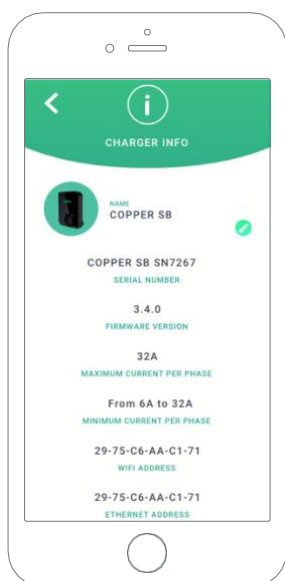 CHARGER INFO
NAME
COPPER SB
COPPER SB SN7267
SERIAL NUMBER
3.4.0
FIRMWARE VERSION
32A
MAXIMUM CURRENT PER PHASE
From 6A to 32A
MINIMUM CURRENT PER PHASE
29-75-C6-AA-C1-71
WIFI ADDRESS
29-75-C6-AA-C1-71
ETHERNET ADDRESS